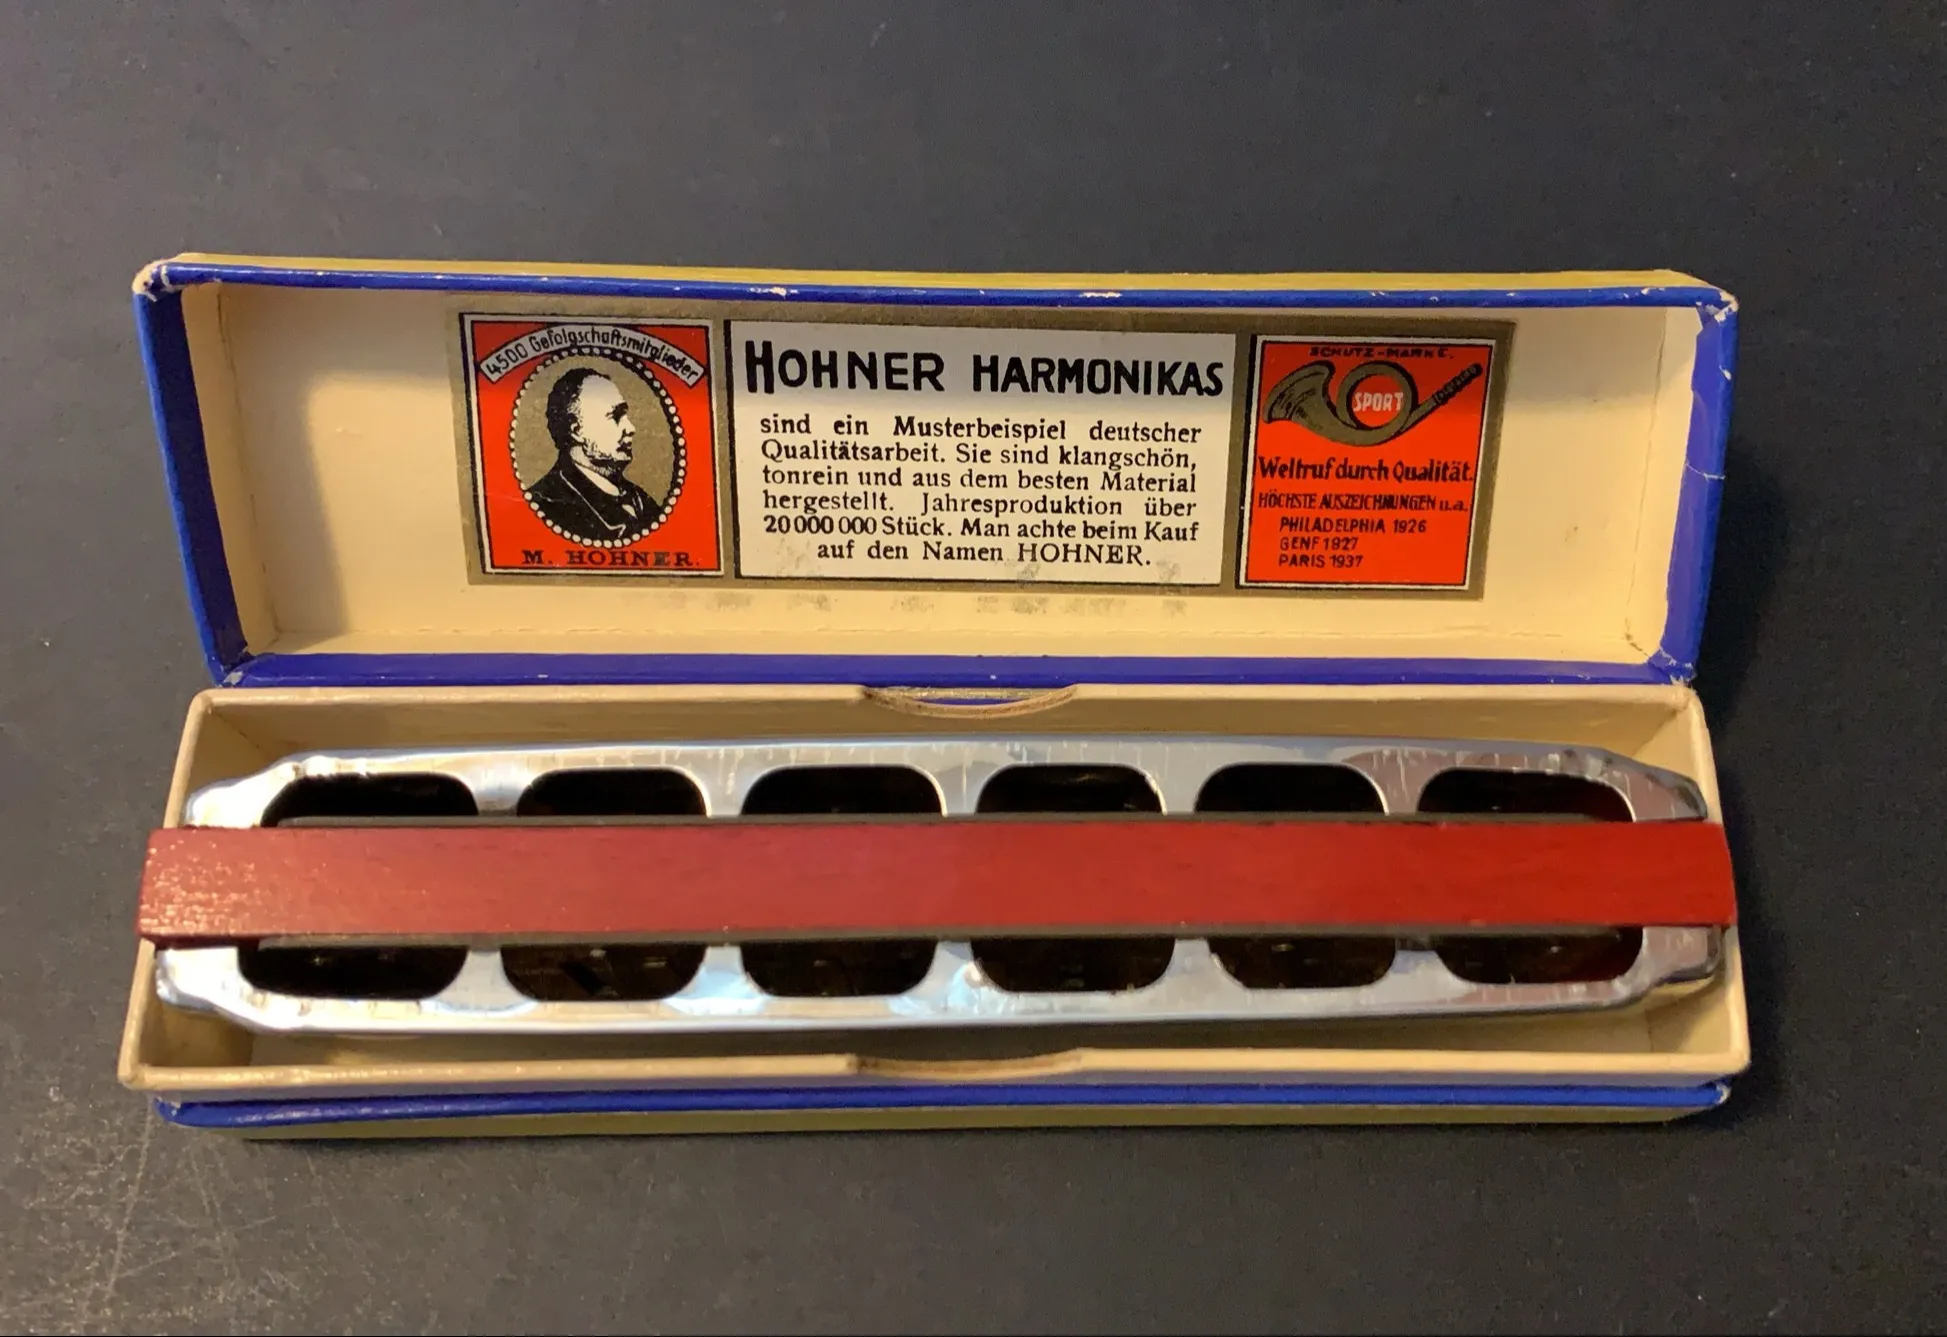 4500 Gefolgschaftsmitglieder
M. HOHNER.
HOHNER HARMONIKAS
sind ein Musterbeispiel deutscher
Qualitätsarbeit. Sie sind klangschön,
tonrein und aus dem besten Material
hergestellt. Jahresproduktion über
20 000 000 Stück. Man achte beim Kauf
auf den Namen HOHNER.
SCHUTZ-MARKE.
SPORT
Weltruf durch Qualität.
HÖCHSTE AUSZEICHNUNGEN u.a.
PHILADELPHIA 1926
GENF 1927
PARIS 1937